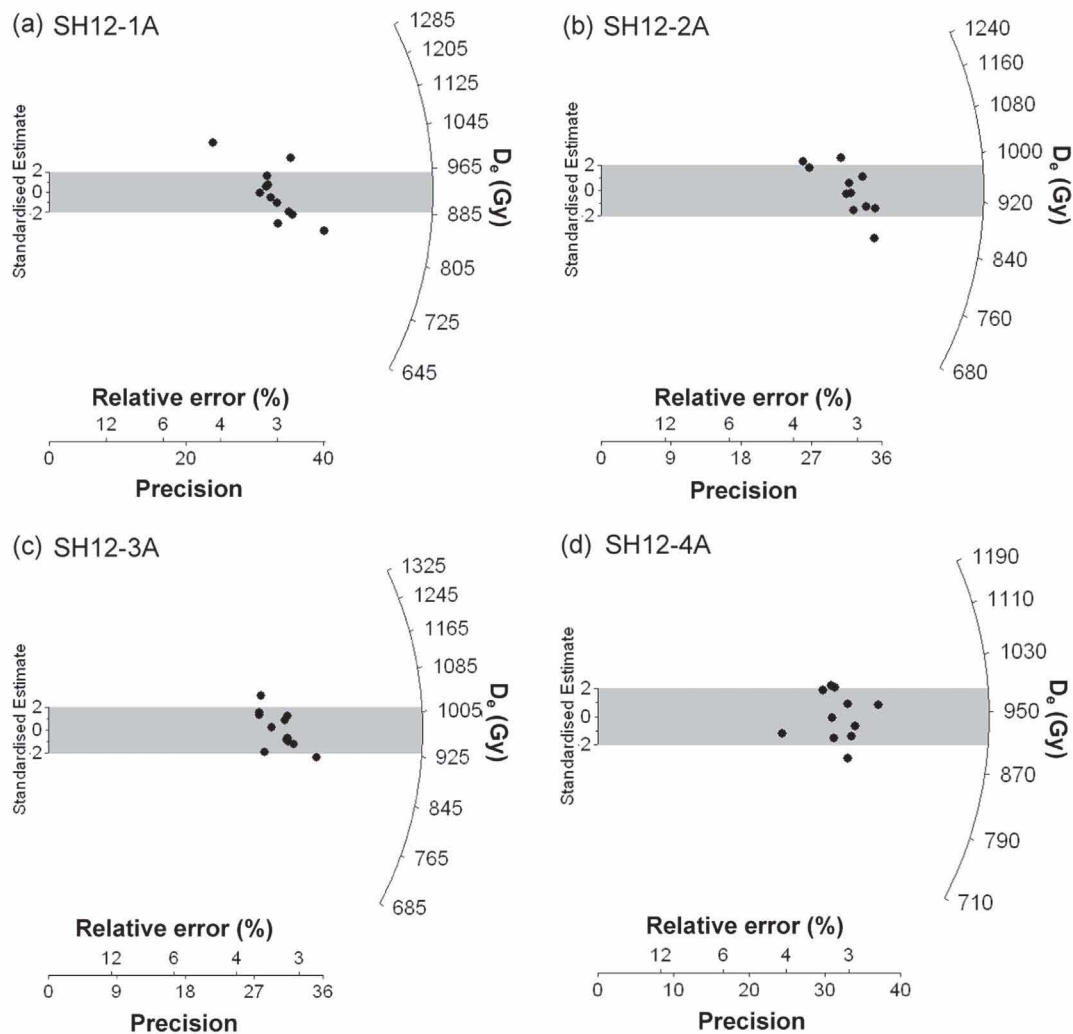 (a) SH12-1A
1285
1205
1125
1045
965
885
805
725
645
De (Gy)
Standardised Estimate
2
0
-2
Relative error (%)
12 6 4 3
0 20 40
Precision
(b) SH12-2A
1240
1160
1080
1000
920
840
760
680
De (Gy)
Standardised Estimate
2
0
-2
Relative error (%)
12 6 4 3
0 9 18 27 36
Precision
(c) SH12-3A
1325
1245
1165
1085
1005
925
845
765
685
De (Gy)
Standardised Estimate
2
0
-2
Relative error (%)
12 6 4 3
0 9 18 27 36
Precision
(d) SH12-4A
1190
1110
1030
950
870
790
710
De (Gy)
Standardised Estimate
2
0
-2
Relative error (%)
12 6 4 3
0 10 20 30 40
Precision